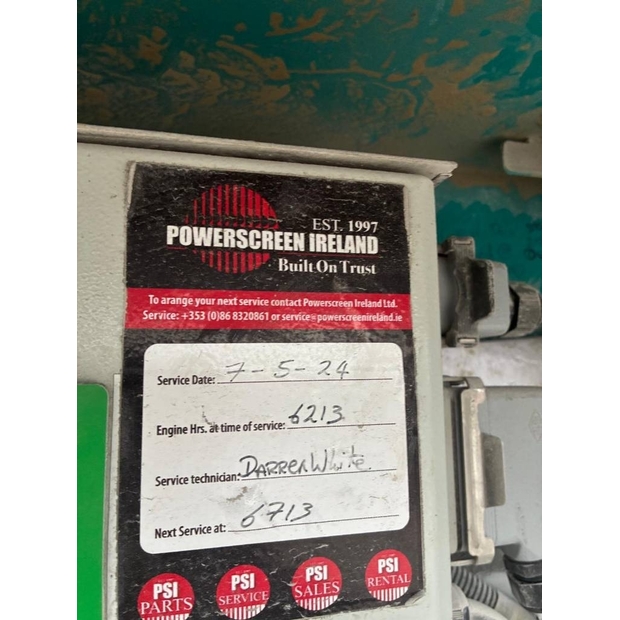 EST. 1997
POWERSCREEN IRELAND
Built On Trust
To arange your next service contact Powerscreen Ireland Ltd.
Service: +353 (0)86 8320861 or service@powerscreenireland.ie
Service Date: 7-5-24
Engine Hrs. at time of service: 6213
Service technician: DARREN White
Next Service at: 6713
PSI PARTS
PSI SERVICE
PSI SALES
PSI RENTAL